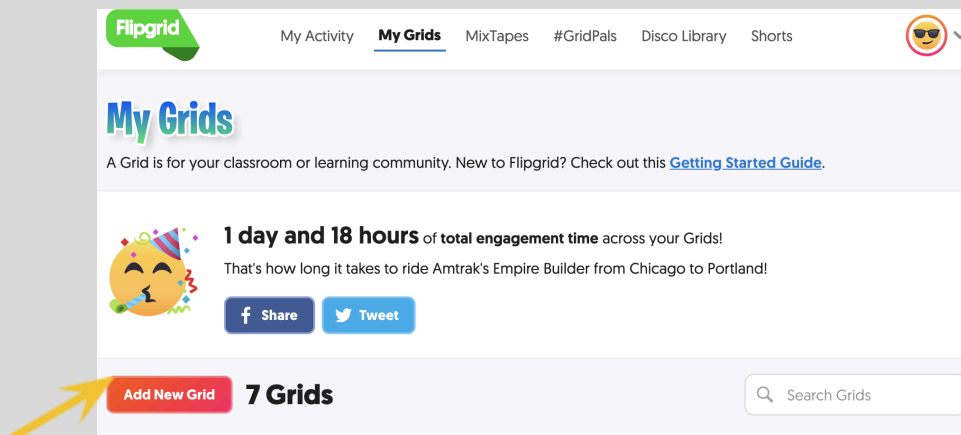 Flipgrid
My Activity My Grids MixTapes #GridPals Disco Library Shorts
My Grids
A Grid is for your classroom or learning community. New to Flipgrid? Check out this Getting Started Guide.
1 day and 18 hours of total engagement time across your Grids!
That's how long it takes to ride Amtrak's Empire Builder from Chicago to Portland!
f Share Tweet
Add New Grid 7 Grids Search Grids